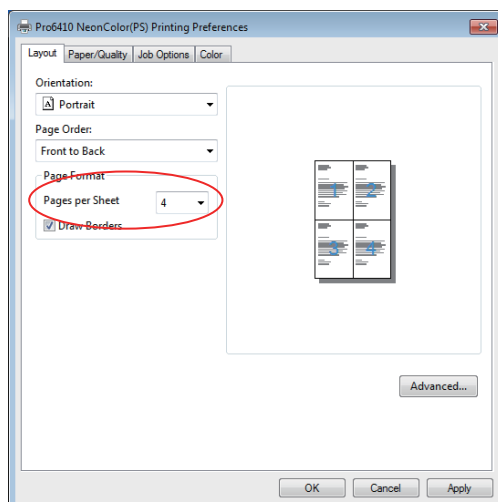 Pro6410 NeonColor(PS) Printing Preferences
Layout Paper/Quality Job Options Color
Orientation:
A Portrait
Page Order:
Front to Back
Page Format
Pages per Sheet 4
Draw Borders
1 2
3 4
Advanced...
OK Cancel Apply